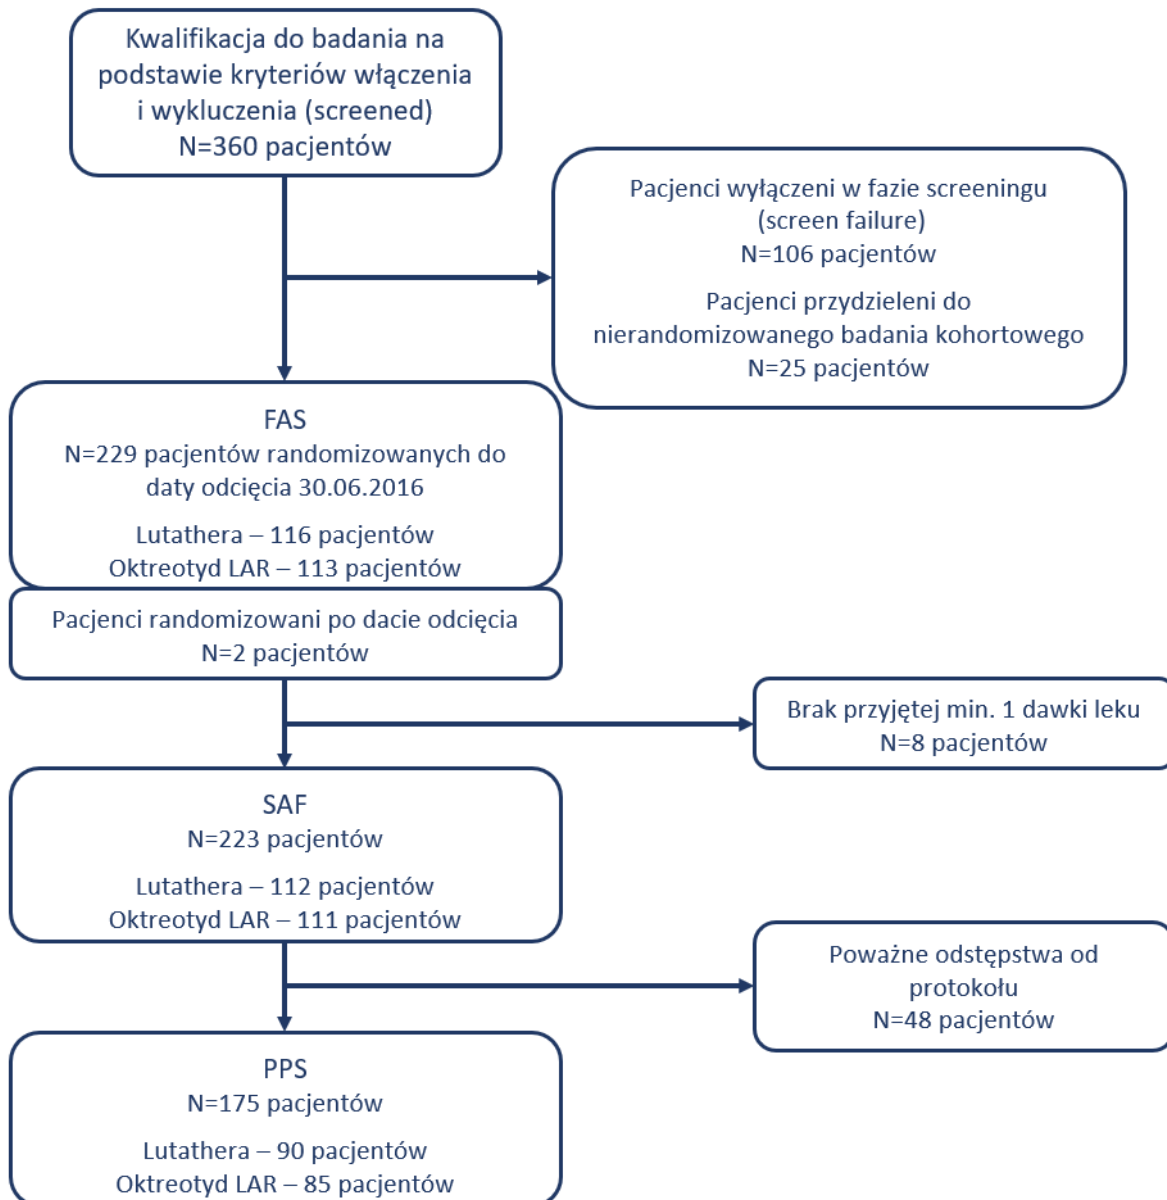 Kwalifikacja do badania na
podstawie kryteriów włączenia
i wykluczenia (screened)
N=360 pacjentów
Pacjenci wyłączeni w fazie screeningu
(screen failure)
N=106 pacjentów
Pacjenci przydzieleni do
nierandomizowanego badania kohortowego
N=25 pacjentów
FAS
N=229 pacjentów randomizowanych do
daty odcięcia 30.06.2016
Lutathera – 116 pacjentów
Oktreotyd LAR – 113 pacjentów
Pacjenci randomizowani po dacie odcięcia
N=2 pacjentów
Brak przyjętej min. 1 dawki leku
N=8 pacjentów
SAF
N=223 pacjentów
Lutathera – 112 pacjentów
Oktreotyd LAR – 111 pacjentów
Poważne odstępstwa od
protokołu
N=48 pacjentów
PPS
N=175 pacjentów
Lutathera – 90 pacjentów
Oktreotyd LAR – 85 pacjentów